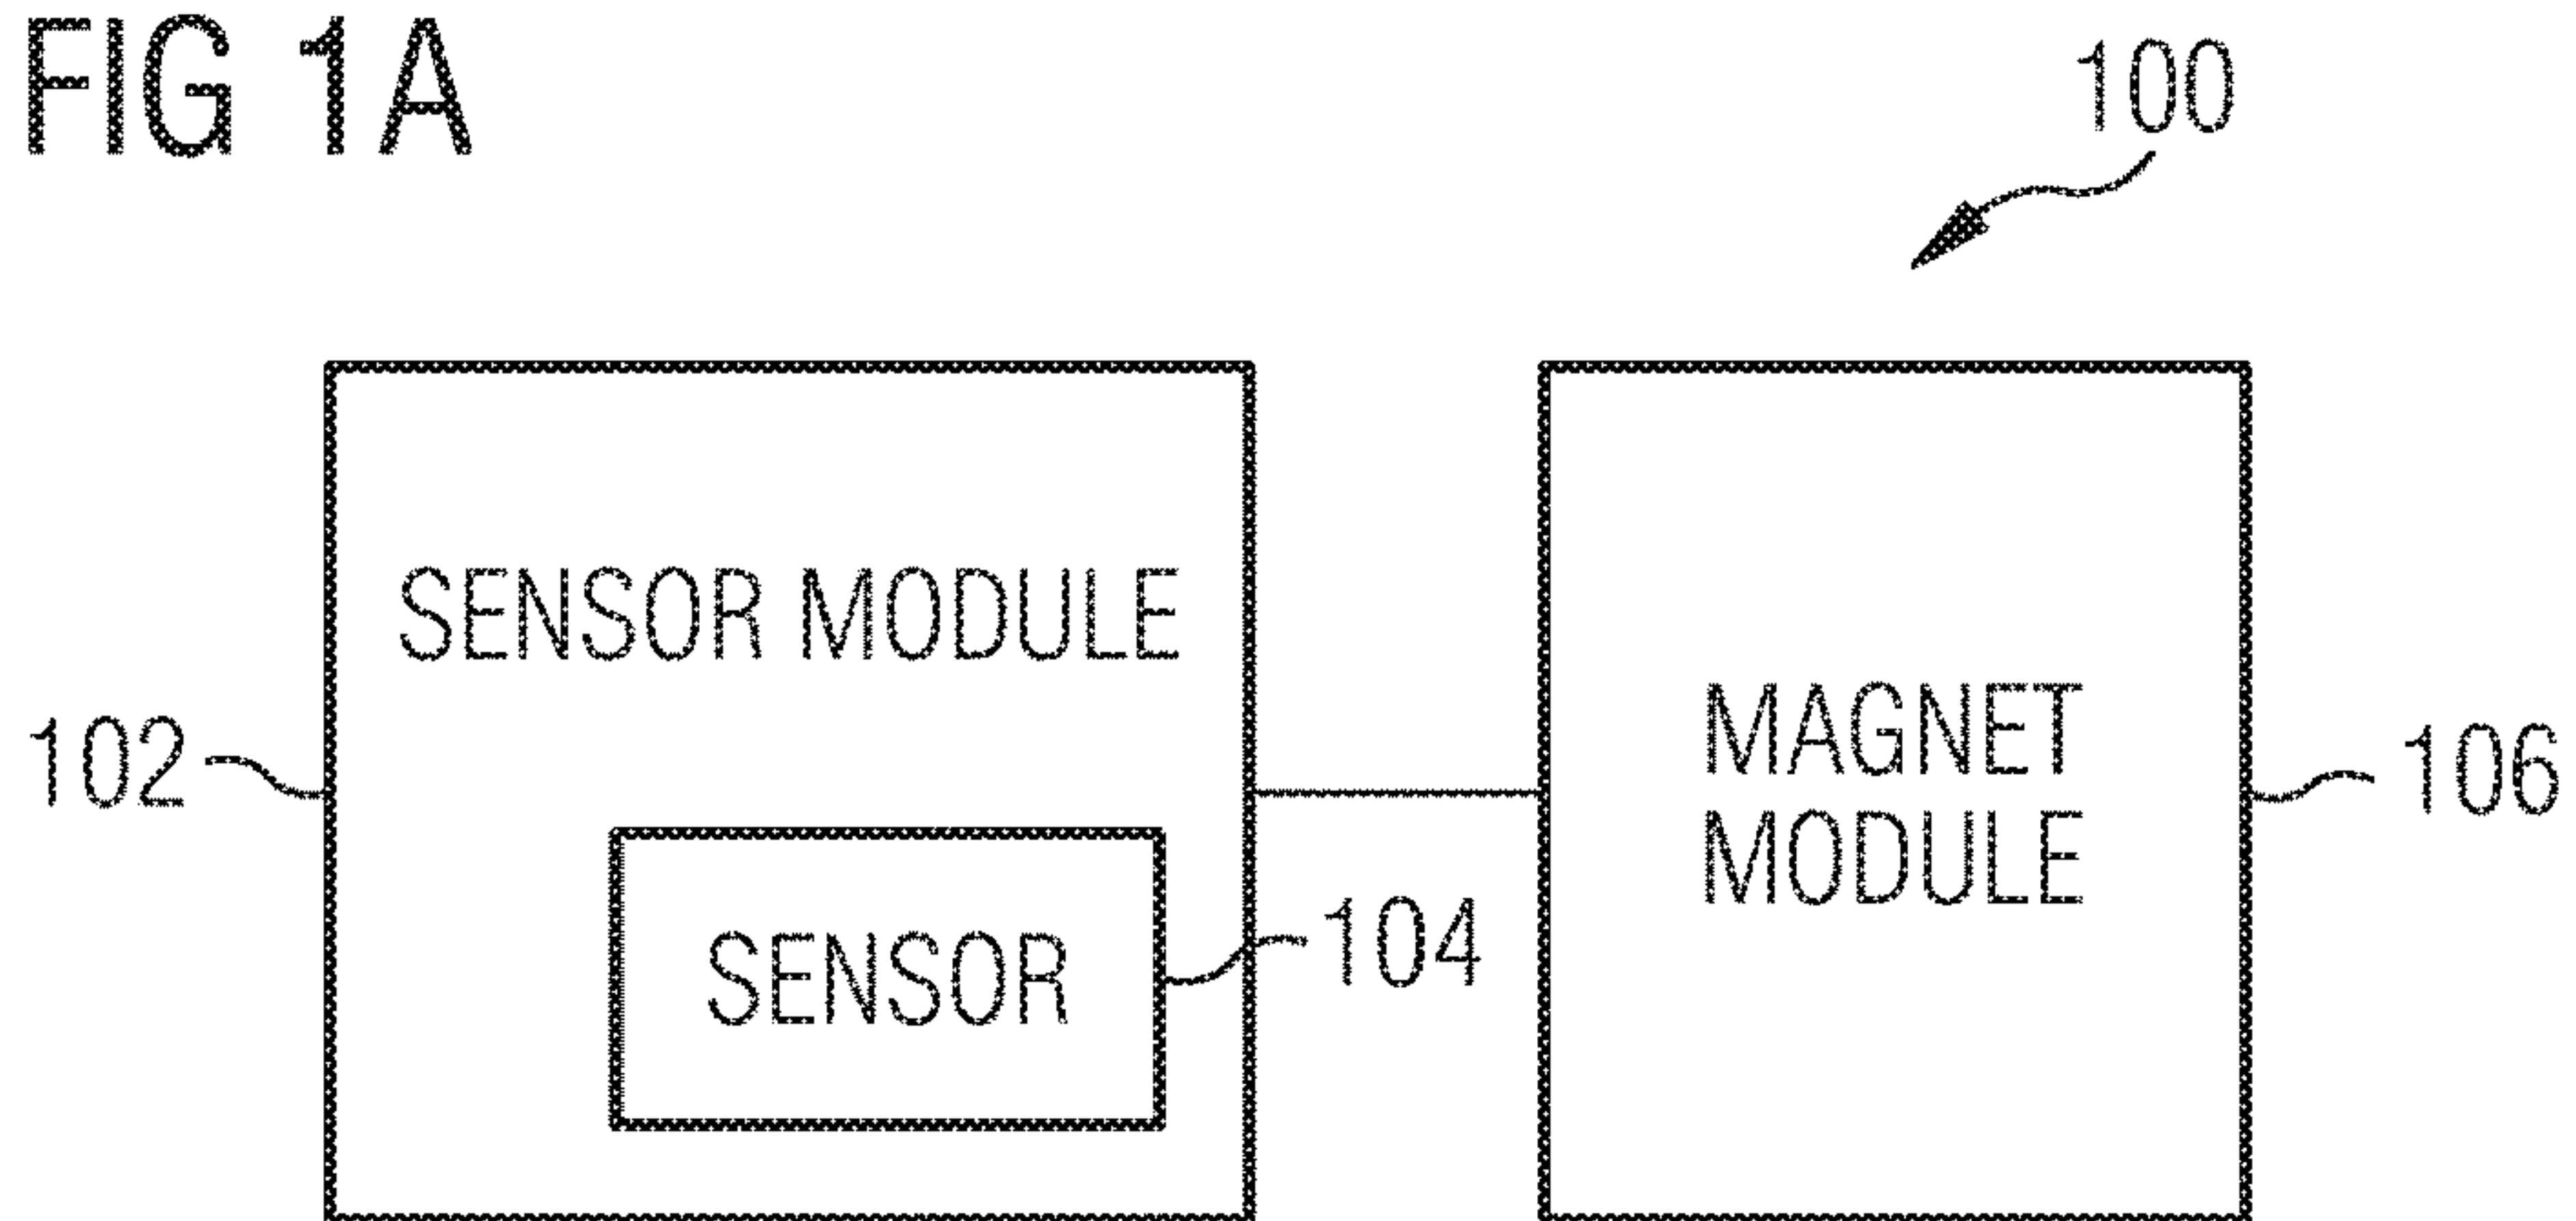 FIG 1A
100
SENSOR MODULE
102
MAGNET
MODULE
106
SENSOR
104